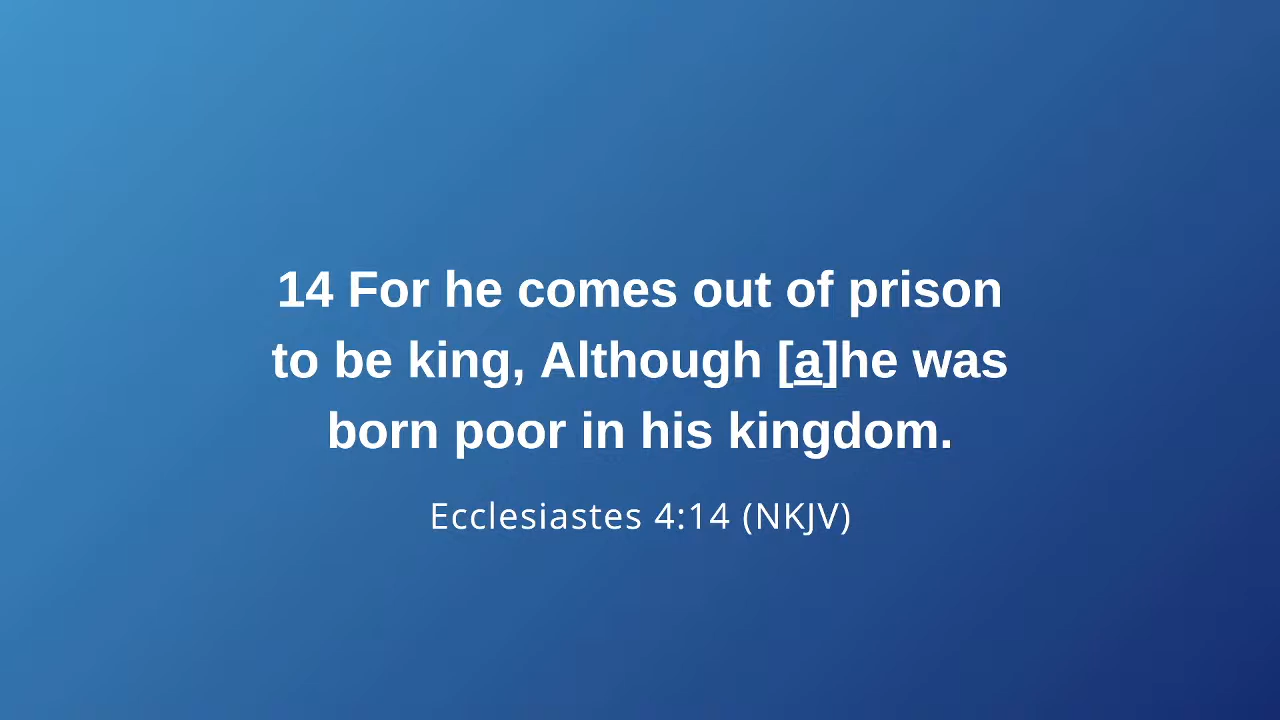 14 For he comes out of prison
to be king, Although [a]he was
born poor in his kingdom.
Ecclesiastes 4:14 (NKJV)